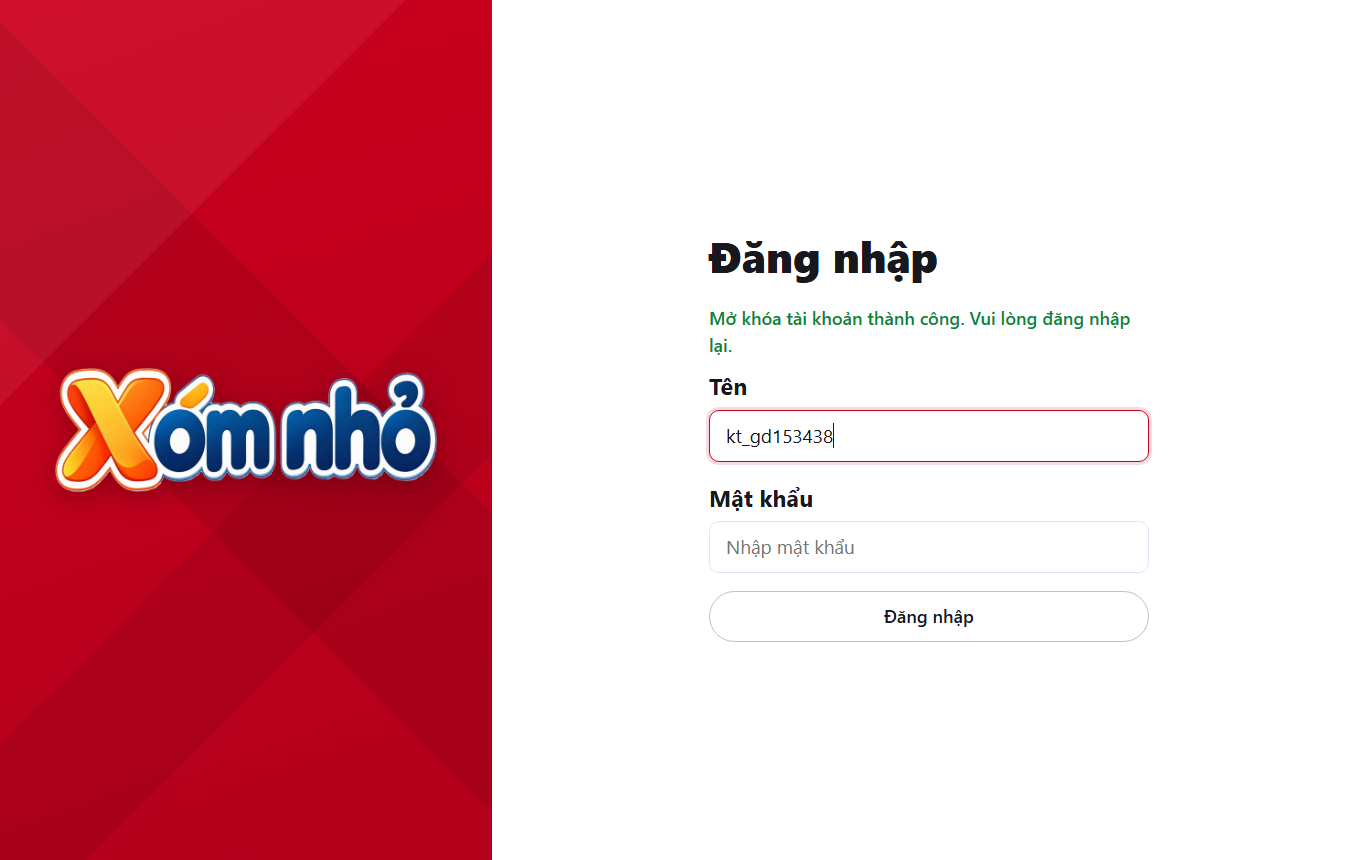 Xóm nhỏ
Đăng nhập
Mở khóa tài khoản thành công. Vui lòng đăng nhập
lại.
Tên
kt_gd153438
Mật khẩu
Nhập mật khẩu
Đăng nhập